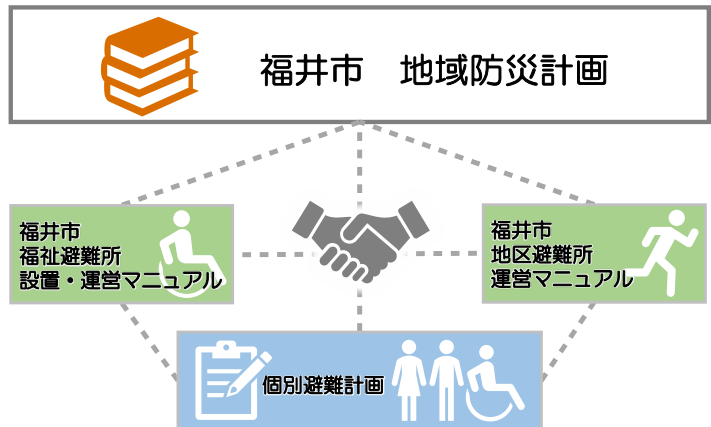 福井市　地域防災計画
福井市
福祉避難所
設置・運営マニュアル
福井市
地区避難所
運営マニュアル
個別避難計画